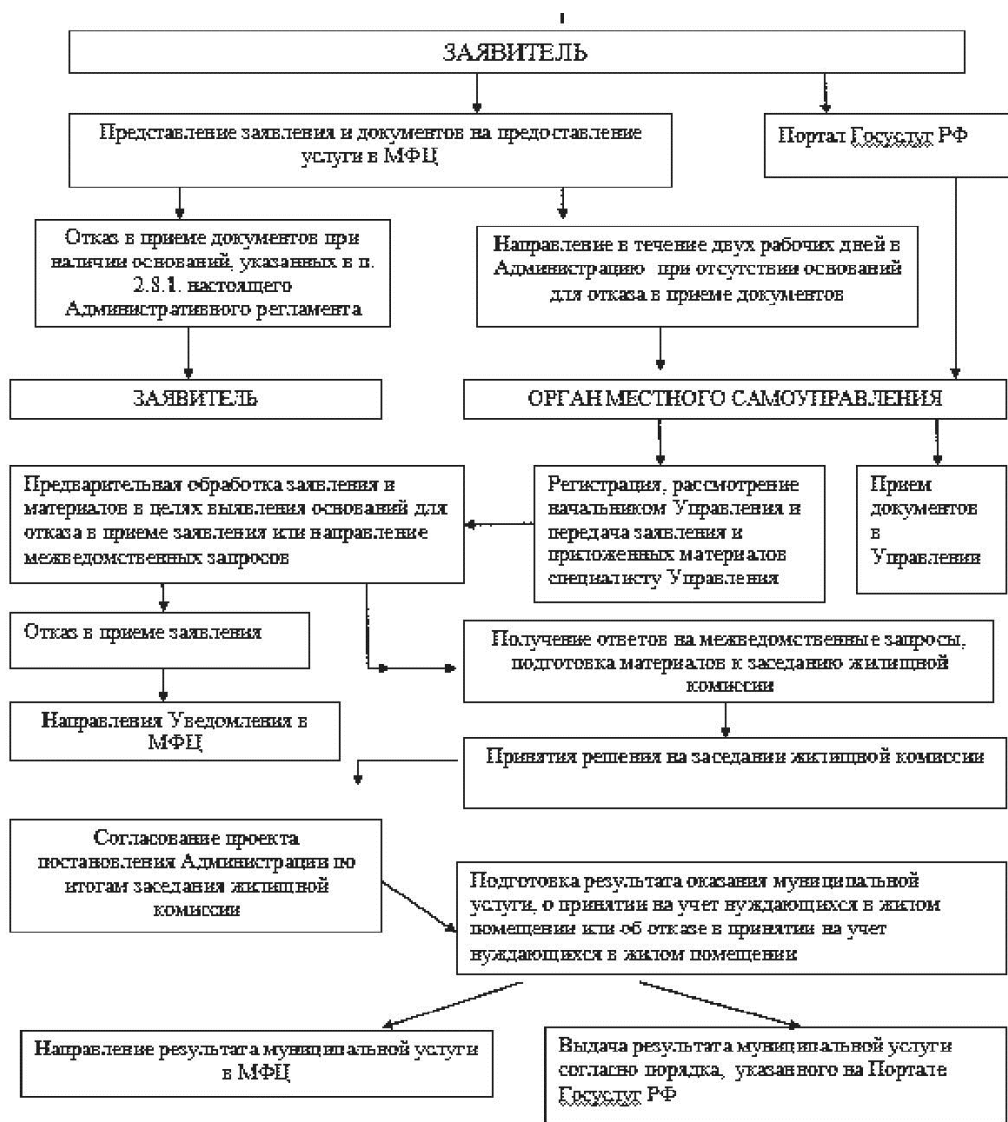 ЗАЯВИТЕЛЬ
Представление заявления и документов на предоставление
услуги в МФЦ
Портал Госуслуг РФ
Отказ в приеме документов при
наличии оснований, указанных в п.
2.8.1. настоящего
Административного регламента
Направление в течение двух рабочих дней в
Администрацию при отсутствии оснований
для отказа в приеме документов
ЗАЯВИТЕЛЬ
ОРГАН МЕСТНОГО САМОУПРАВЛЕНИЯ
Предварительная обработка заявления и
материалов в целях выявления оснований для
отказа в приеме заявления или направление
межведомственных запросов
Регистрация, рассмотрение
начальником Управления и
передача заявления и
приложенных материалов
специалисту Управления
Прием
документов
в
Управлении
Отказ в приеме заявления
Получение ответов на межведомственные запросы,
подготовка материалов к заседанию жилищной
комиссии
Направления Уведомления в
МФЦ
Принятия решения на заседании жилищной комиссии
Согласование проекта
постановления Администрации по
итогам заседания жилищной
комиссии
Подготовка результата оказания муниципальной
услуги, о принятии на учет нуждающихся в жилом
помещении или об отказе в принятии на учет
нуждающихся в жилом помещении
Направление результата муниципальной услуги
в МФЦ
Выдача результата муниципальной услуги
согласно порядка, указанного на Портале
Госуслуг РФ